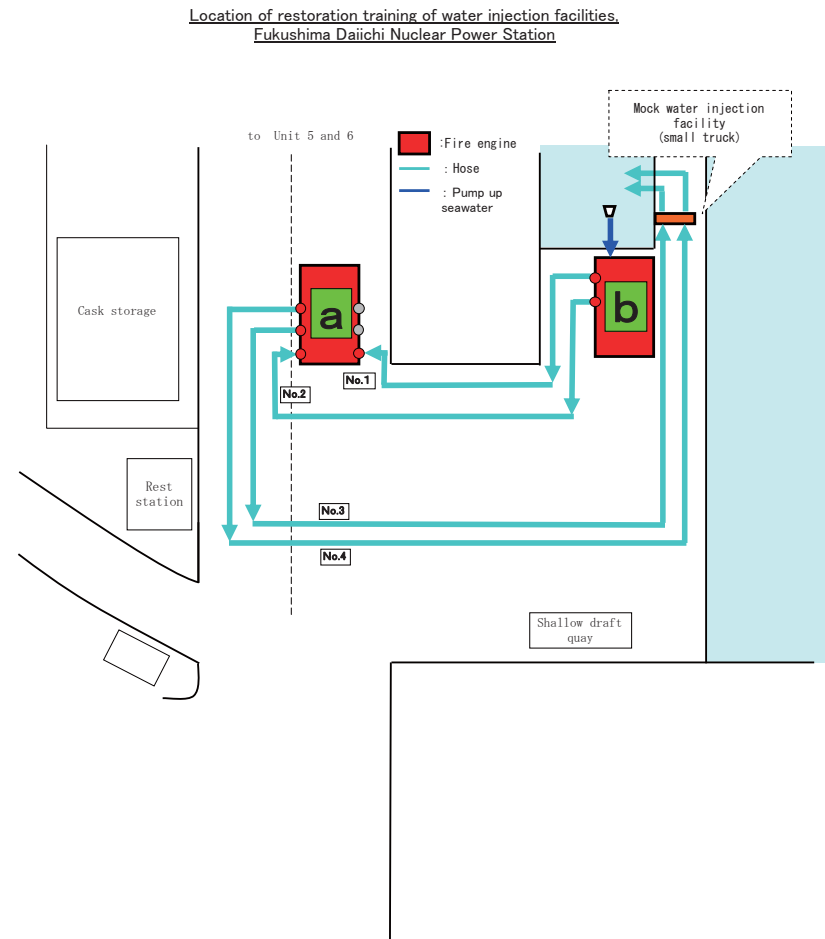 Location of restoration training of water injection facilities,
Fukushima Daiichi Nuclear Power Station
Mock water injection
facility
(small truck)
to Unit 5 and 6
:Fire engine
: Hose
: Pump up
seawater
Cask storage
a
b
No.1
No.2
Rest
station
No.3
No.4
Shallow draft
quay